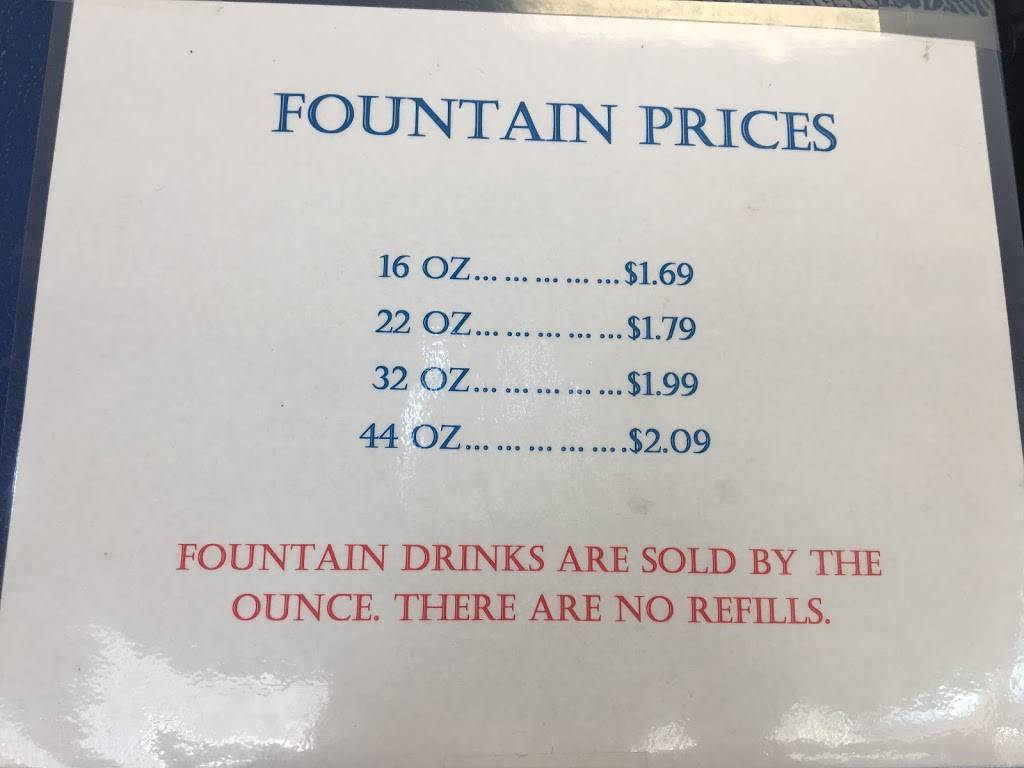 FOUNTAIN PRICES
16 OZ... ... ... ... ... $1.69
22 OZ... ... ... ... ... $1.79
32 OZ... ... ... ... ... $1.99
44 OZ... ... ... ... ... .$2.09
FOUNTAIN DRINKS ARE SOLD BY THE
OUNCE. THERE ARE NO REFILLS.